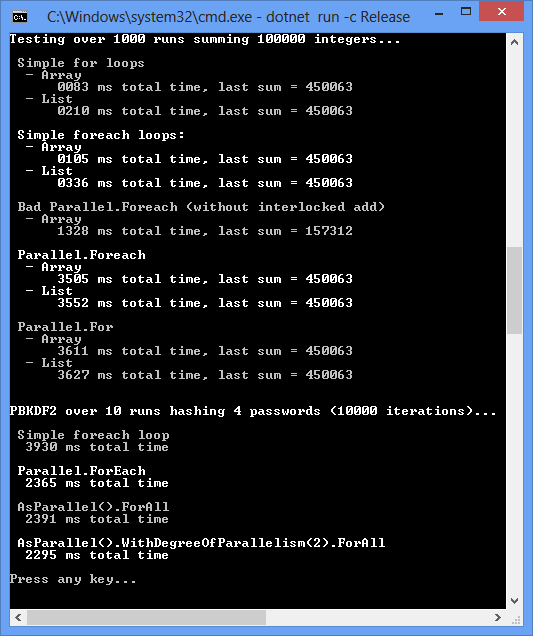 C:\Windows\system32\cmd.exe - dotnet run -c Release
Testing over 1000 runs summing 100000 integers...
Simple for loops
- Array
0083 ms total time, last sum = 450063
- List
0210 ms total time, last sum = 450063
Simple foreach loops:
- Array
0105 ms total time, last sum = 450063
- List
0336 ms total time, last sum = 450063
Bad Parallel.Foreach (without interlocked add)
- Array
1328 ms total time, last sum = 157312
Parallel.Foreach
- Array
3505 ms total time, last sum = 450063
- List
3552 ms total time, last sum = 450063
Parallel.For
- Array
3611 ms total time, last sum = 450063
- List
3627 ms total time, last sum = 450063
PBKDF2 over 10 runs hashing 4 passwords (10000 iterations)...
Simple foreach loop
3930 ms total time
Parallel.ForEach
2365 ms total time
AsParallel().ForAll
2391 ms total time
AsParallel().WithDegreeOfParallelism(2).ForAll
2295 ms total time
Press any key...